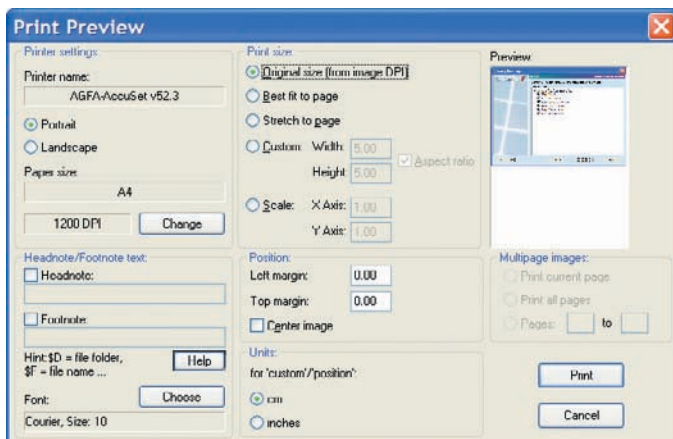 Print Preview
Printer settings:
Printer name:
AGFA-AccuSet v52.3
Portrait
Landscape
Paper size:
A4
1200 DPI
Change
Headnote/Footnote text:
Headnote:
Footnote:
Hint:$D = file folder,
$F = file name ...
Help
Font:
Choose
Courier, Size: 10
Print size:
Original size (from image DPI)
Best fit to page
Stretch to page
Custom: Width: 5.00
Height: 5.00
Aspect ratio
Scale: X Axis: 1.00
Y Axis: 1.00
Position:
Left margin: 0.00
Top margin: 0.00
Center image
Units:
for 'custom'/'position':
cm
inches
Preview:
Multipage images:
Print current page
Print all pages
Pages: to
Print
Cancel